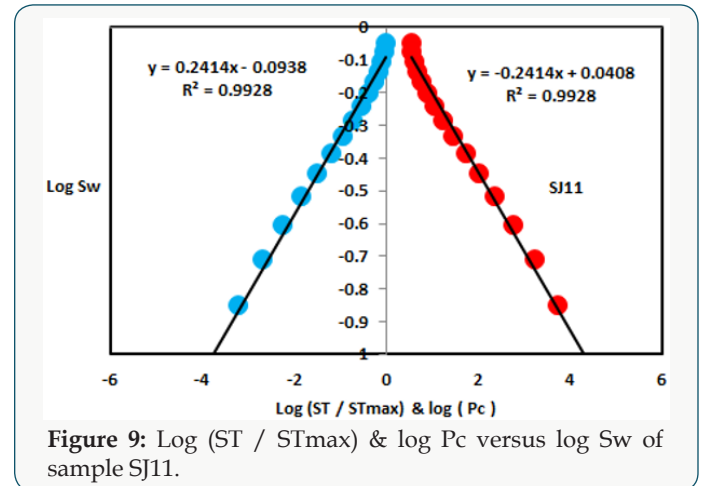 0
y = 0.2414x - 0.0938
R² = 0.9928
y = -0.2414x + 0.0408
R² = 0.9928
-0.1
-0.2
-0.3
-0.4
Log Sw
SJ11
-0.5
-0.6
-0.7
-0.8
-0.9
-1
-6 -4 -2 0 2 4 6
Log (ST / STmax) & log ( Pc )
Figure 9: Log (ST / STmax) & log Pc versus log Sw of
sample SJ11.